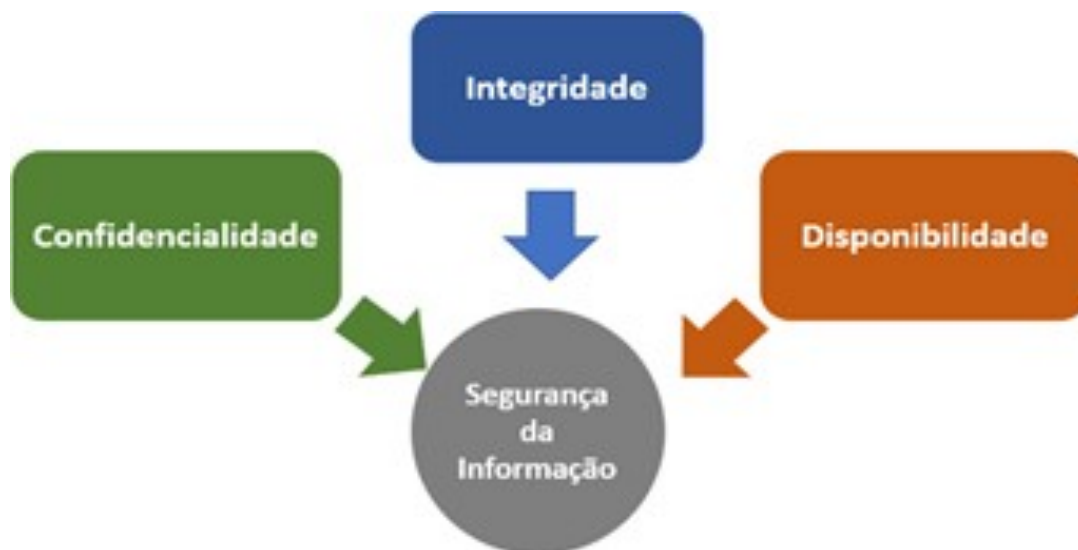 Integridade
Confidencialidade
Disponibilidade
Segurança
da
Informação